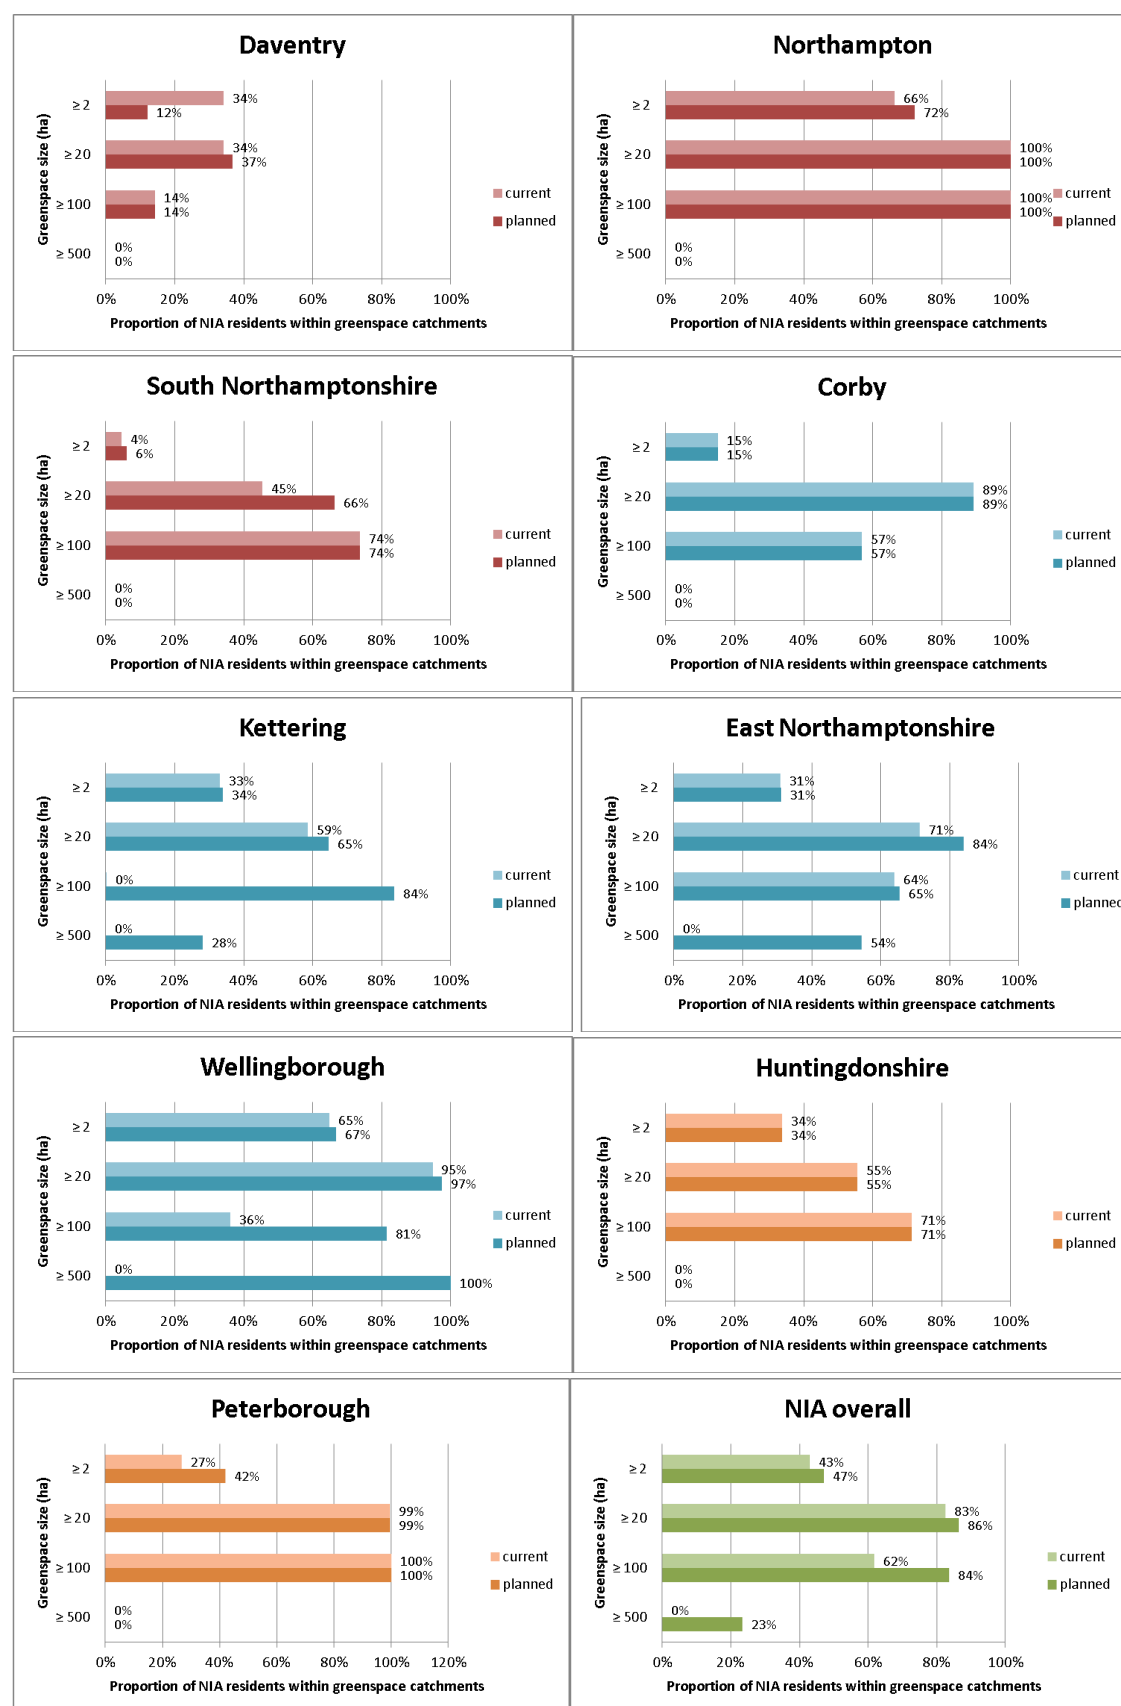 Daventry
Greenspace size (ha)
≥ 2
34%
12%
≥ 20
34%
37%
≥ 100
14%
14%
≥ 500
0%
0%
current
planned
0% 20% 40% 60% 80% 100%
Proportion of NIA residents within greenspace catchments
Northampton
Greenspace size (ha)
≥ 2
66%
72%
≥ 20
100%
100%
≥ 100
100%
100%
≥ 500
0%
0%
current
planned
0% 20% 40% 60% 80% 100%
Proportion of NIA residents within greenspace catchments
South Northamptonshire
Greenspace size (ha)
≥ 2
4%
6%
≥ 20
45%
66%
≥ 100
74%
74%
≥ 500
0%
0%
current
planned
0% 20% 40% 60% 80% 100%
Proportion of NIA residents within greenspace catchments
Corby
Greenspace size (ha)
≥ 2
15%
15%
≥ 20
89%
89%
≥ 100
57%
57%
≥ 500
0%
0%
current
planned
0% 20% 40% 60% 80% 100%
Proportion of NIA residents within greenspace catchments
Kettering
Greenspace size (ha)
≥ 2
33%
34%
≥ 20
59%
65%
≥ 100
0%
84%
≥ 500
0%
28%
current
planned
0% 20% 40% 60% 80% 100%
Proportion of NIA residents within greenspace catchments
East Northamptonshire
Greenspace size (ha)
≥ 2
31%
31%
≥ 20
71%
84%
≥ 100
64%
65%
≥ 500
0%
54%
current
planned
0% 20% 40% 60% 80% 100%
Proportion of NIA residents within greenspace catchments
Wellingborough
Greenspace size (ha)
≥ 2
65%
67%
≥ 20
95%
97%
≥ 100
36%
81%
≥ 500
0%
100%
current
planned
0% 20% 40% 60% 80% 100%
Proportion of NIA residents within greenspace catchments
Huntingdonshire
Greenspace size (ha)
≥ 2
34%
34%
≥ 20
55%
55%
≥ 100
71%
71%
≥ 500
0%
0%
current
planned
0% 20% 40% 60% 80% 100%
Proportion of NIA residents within greenspace catchments
Peterborough
Greenspace size (ha)
≥ 2
27%
42%
≥ 20
99%
99%
≥ 100
100%
100%
≥ 500
0%
0%
current
planned
0% 20% 40% 60% 80% 100% 120%
Proportion of NIA residents within greenspace catchments
NIA overall
Greenspace size (ha)
≥ 2
43%
47%
≥ 20
83%
86%
≥ 100
62%
84%
≥ 500
0%
23%
current
planned
0% 20% 40% 60% 80% 100%
Proportion of NIA residents within greenspace catchments